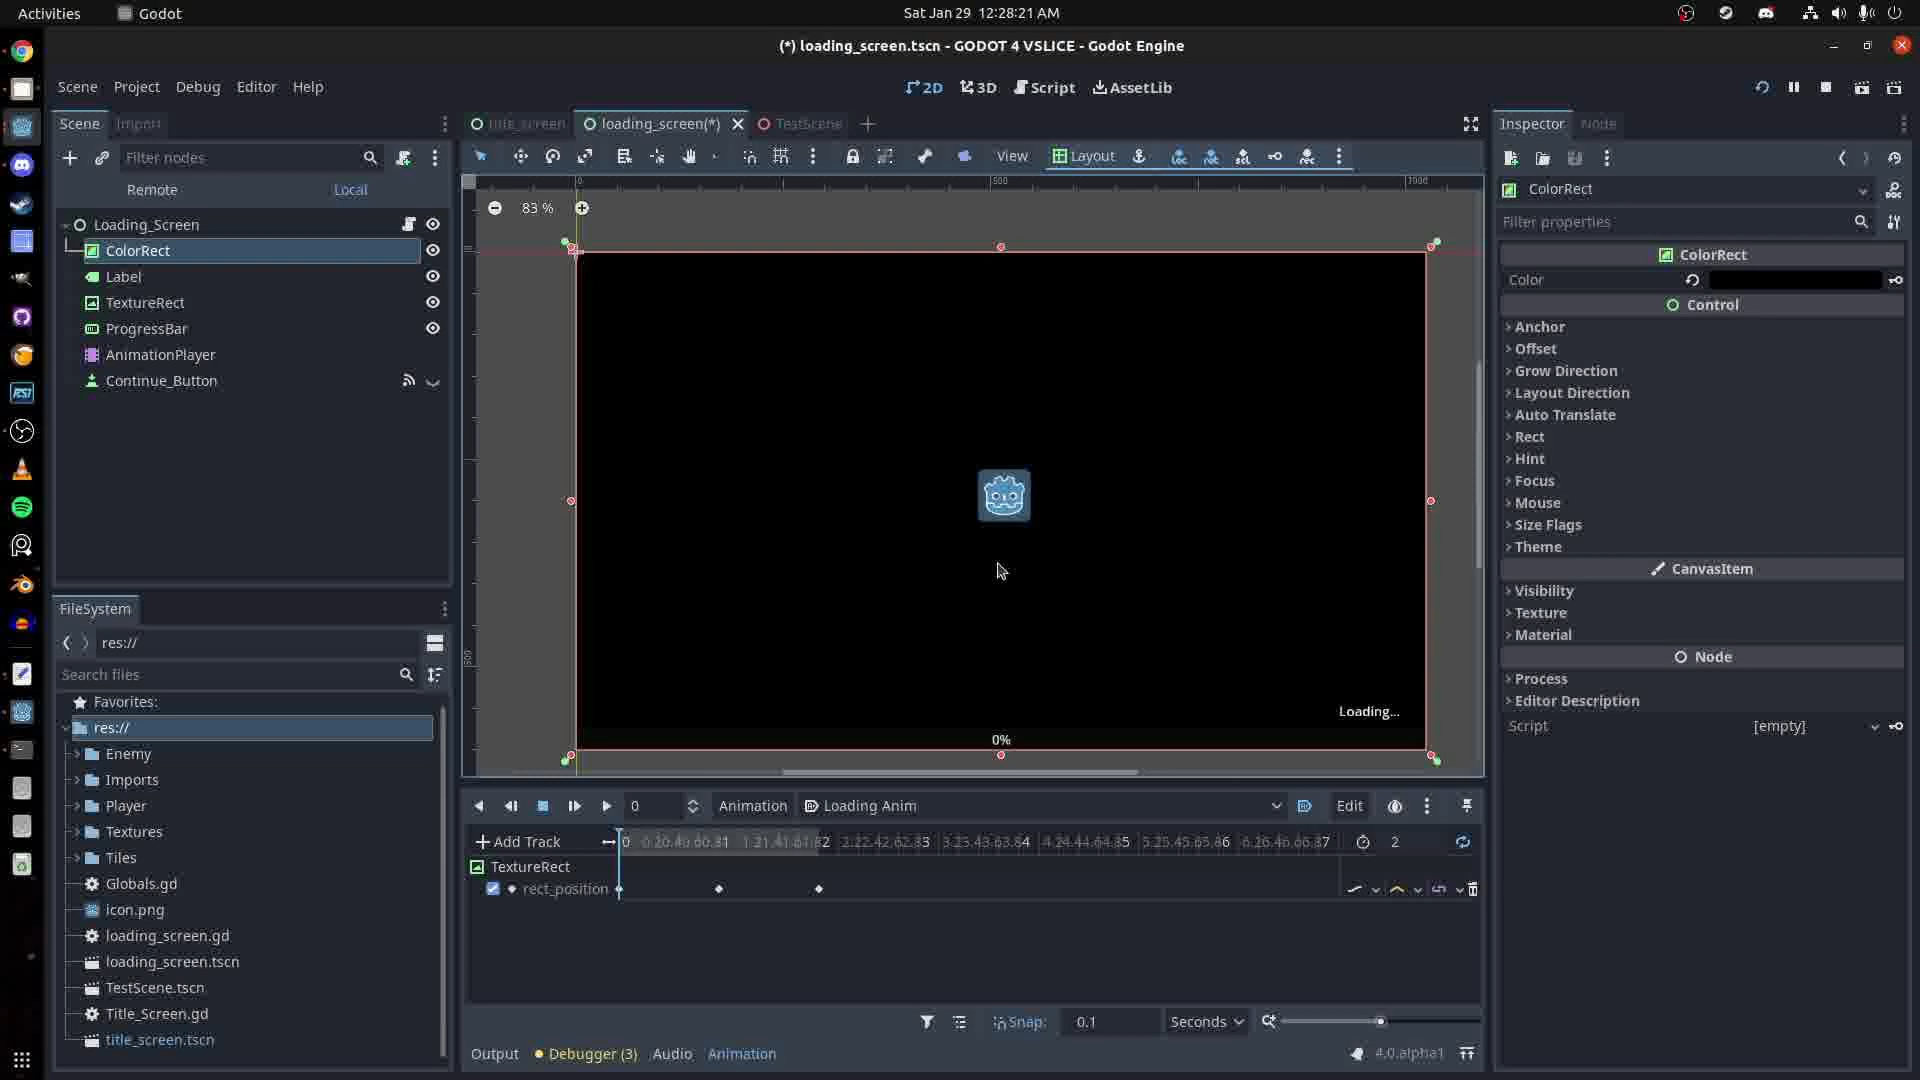 Activities
Godot
Sat Jan 29 12:28:21 AM
(*) loading_screen.tscn - GODOT 4 VSLICE - Godot Engine
Scene Project Debug Editor Help
2D 3D Script AssetLib
Scene Import
title_screen loading_screen(*) TestScene
Inspector Node
Filter nodes
View Layout
Remote Local
ColorRect
83 %
0 500 1000
500
Filter properties
Loading_Screen
ColorRect
Label
TextureRect
ProgressBar
AnimationPlayer
Continue_Button
ColorRect
Color
Control
Anchor
Offset
Grow Direction
Layout Direction
Auto Translate
Rect
Hint
Focus
Mouse
Size Flags
Theme
CanvasItem
Visibility
Texture
Material
Node
Process
Editor Description
Script [empty]
Loading...
0%
FileSystem
res://
Search files
Favorites:
res://
Enemy
Imports
Player
Textures
Tiles
Globals.gd
icon.png
loading_screen.gd
loading_screen.tscn
TestScene.tscn
Title_Screen.gd
title_screen.tscn
0 Animation Loading Anim Edit
Add Track
2
TextureRect
rect_position
Snap: 0.1 Seconds
Output Debugger (3) Audio Animation
4.0.alpha1